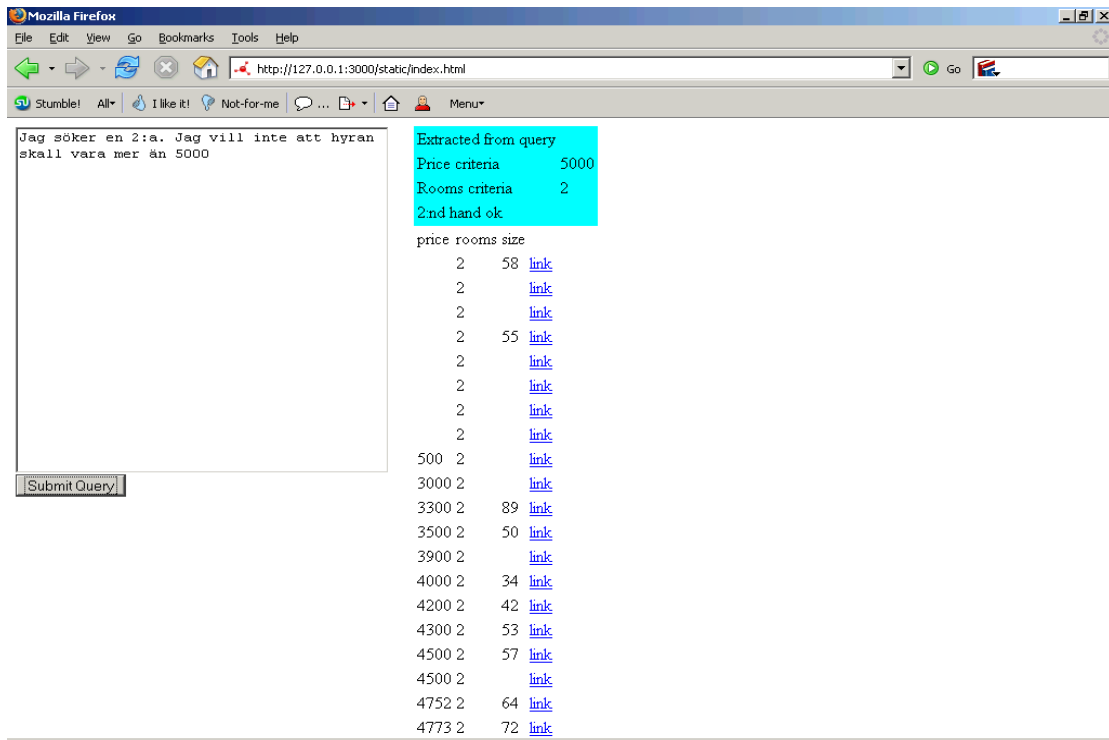 Mozilla Firefox
File Edit View Go Bookmarks Tools Help
http://127.0.0.1:3000/static/index.html Go
Stumble! All I like it! Not-for-me ... Menu
Jag söker en 2:a. Jag vill inte att hyran
skall vara mer än 5000
Submit Query
Extracted from query
Price criteria 5000
Rooms criteria 2
2:nd hand ok
price rooms size
2 58 link
2 link
2 link
2 55 link
2 link
2 link
2 link
2 link
500 2 link
3000 2 link
3300 2 89 link
3500 2 50 link
3900 2 link
4000 2 34 link
4200 2 42 link
4300 2 53 link
4500 2 57 link
4500 2 link
4752 2 64 link
4773 2 72 link